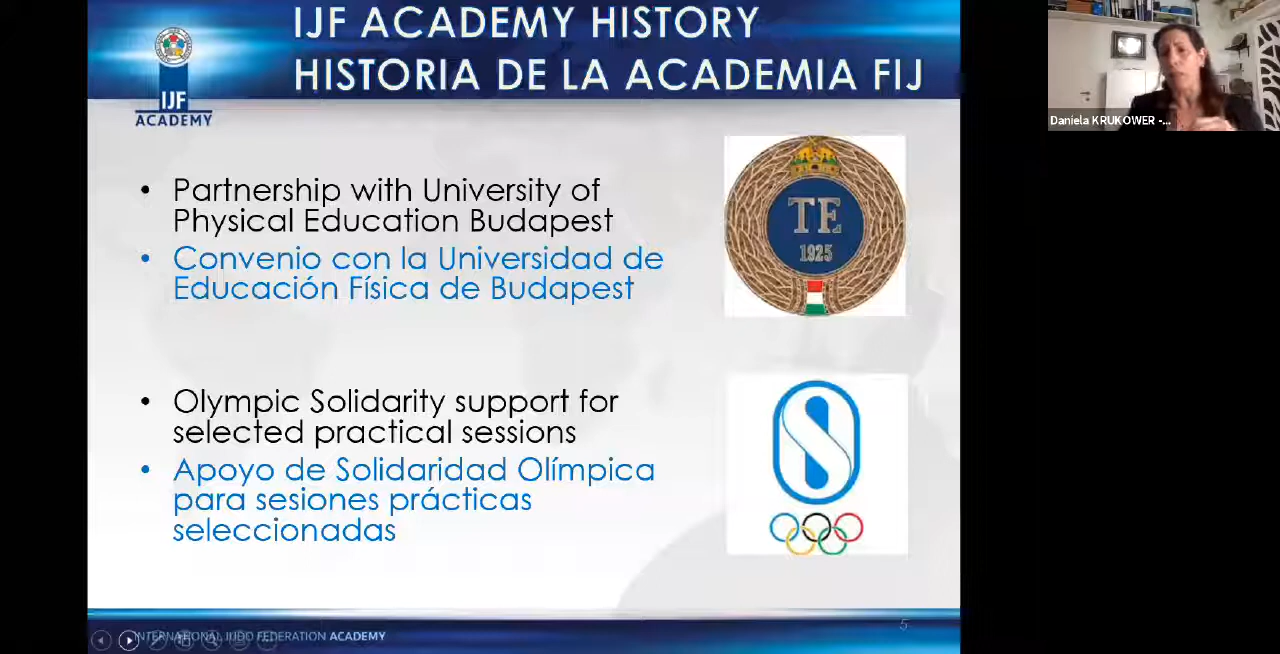 IJF ACADEMY HISTORY
HISTORIA DE LA ACADEMIA FIJ
IJF
ACADEMY
Daniela KRUKOWER -...
• Partnership with University of
Physical Education Budapest
• Convenio con la Universidad de
Educación Física de Budapest
TE
1925
• Olympic Solidarity support for
selected practical sessions
• Apoyo de Solidaridad Olímpica
para sesiones prácticas
seleccionadas
S
5
INTERNATIONAL JUDO FEDERATION ACADEMY